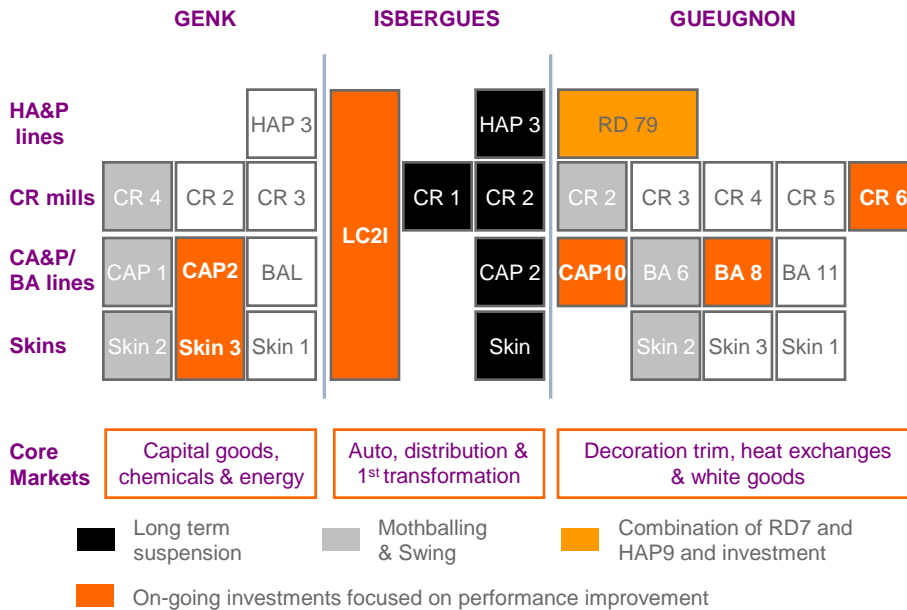 GENK ISBERGUES GUEUGNON
HA&P
lines
HAP 3 HAP 3 RD 79
CR mills CR 4 CR 2 CR 3 CR 1 CR 2 CR 2 CR 3 CR 4 CR 5 CR 6
LC2I
CA&P/
BA lines
CAP 1 CAP2 BAL CAP 2 CAP10 BA 6 BA 8 BA 11
Skins Skin 2 Skin 3 Skin 1 Skin Skin 2 Skin 3 Skin 1
Core
Markets
Capital goods,
chemicals & energy
Auto, distribution &
1st transformation
Decoration trim, heat exchanges
& white goods
Long term
suspension
Mothballing
& Swing
Combination of RD7 and
HAP9 and investment
On-going investments focused on performance improvement